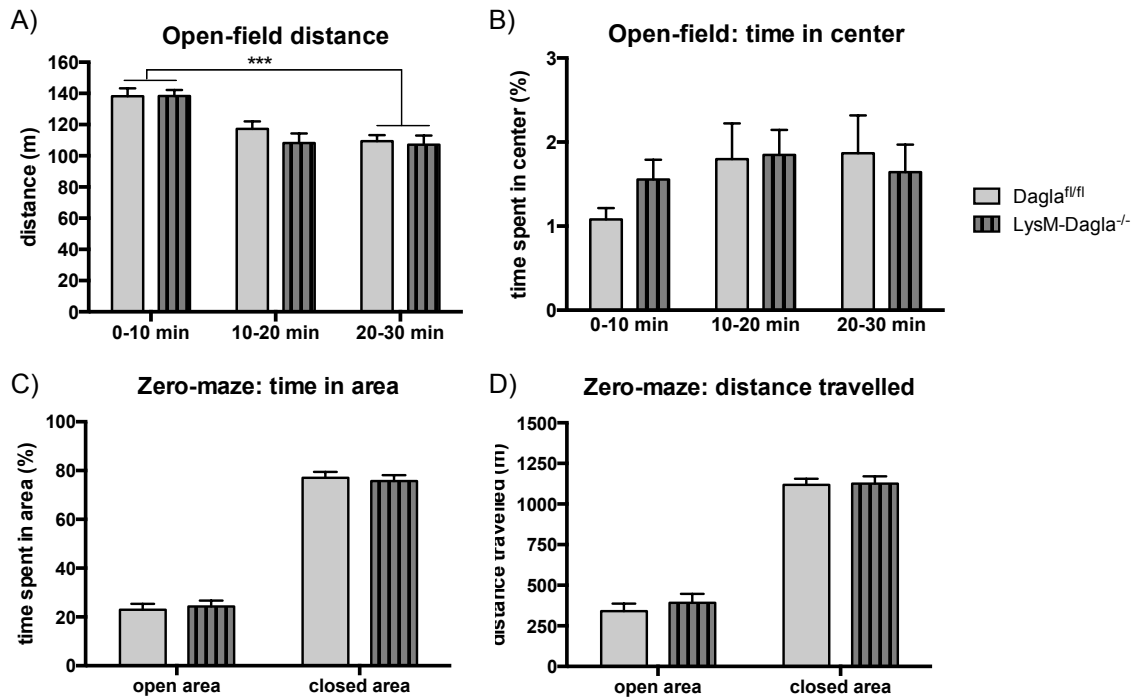 A)
Open-field distance
***
distance (m)
160
140
120
100
80
60
40
20
0
0-10 min
10-20 min
20-30 min
B)
Open-field: time in center
time spent in center (%)
3
2
1
0
0-10 min
10-20 min
20-30 min
Dagla^fl/fl
LysM-Dagla^-/-
C)
Zero-maze: time in area
time spent in area (%)
100
80
60
40
20
0
open area
closed area
D)
Zero-maze: distance travelled
distance travelled (m)
1500
1250
1000
750
500
250
0
open area
closed area